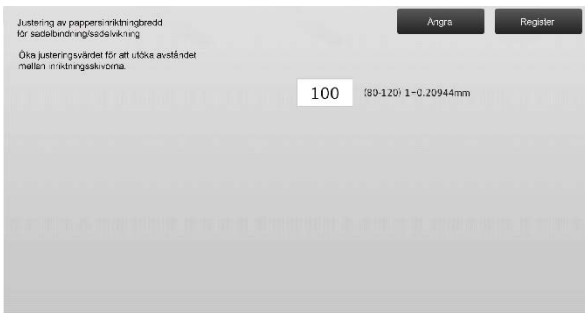 Justering av pappersinriktningbredd
för sadelbindning/sadelvikning
Ångra
Register
Öka justeringsvärdet för att utöka avståndet
mellan inriktningsskivorna.
100
(80-120) 1=0.20944mm